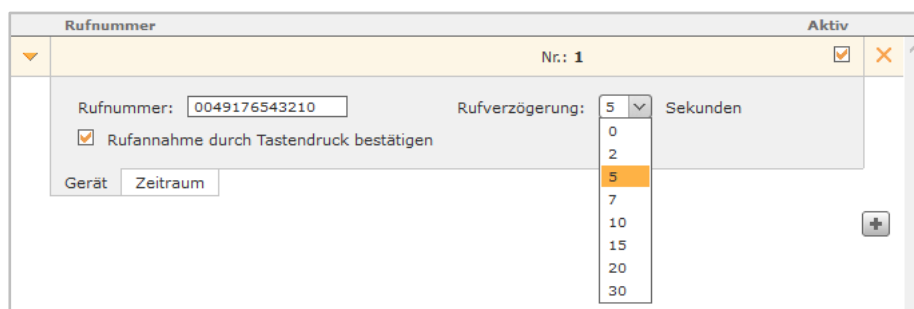 Rufnummer Aktiv
Nr.: 1
Rufnummer: 0049176543210 Rufverzögerung: 5 Sekunden
Rufannahme durch Tastendruck bestätigen
0
2
5
7
10
15
20
30
Gerät Zeitraum